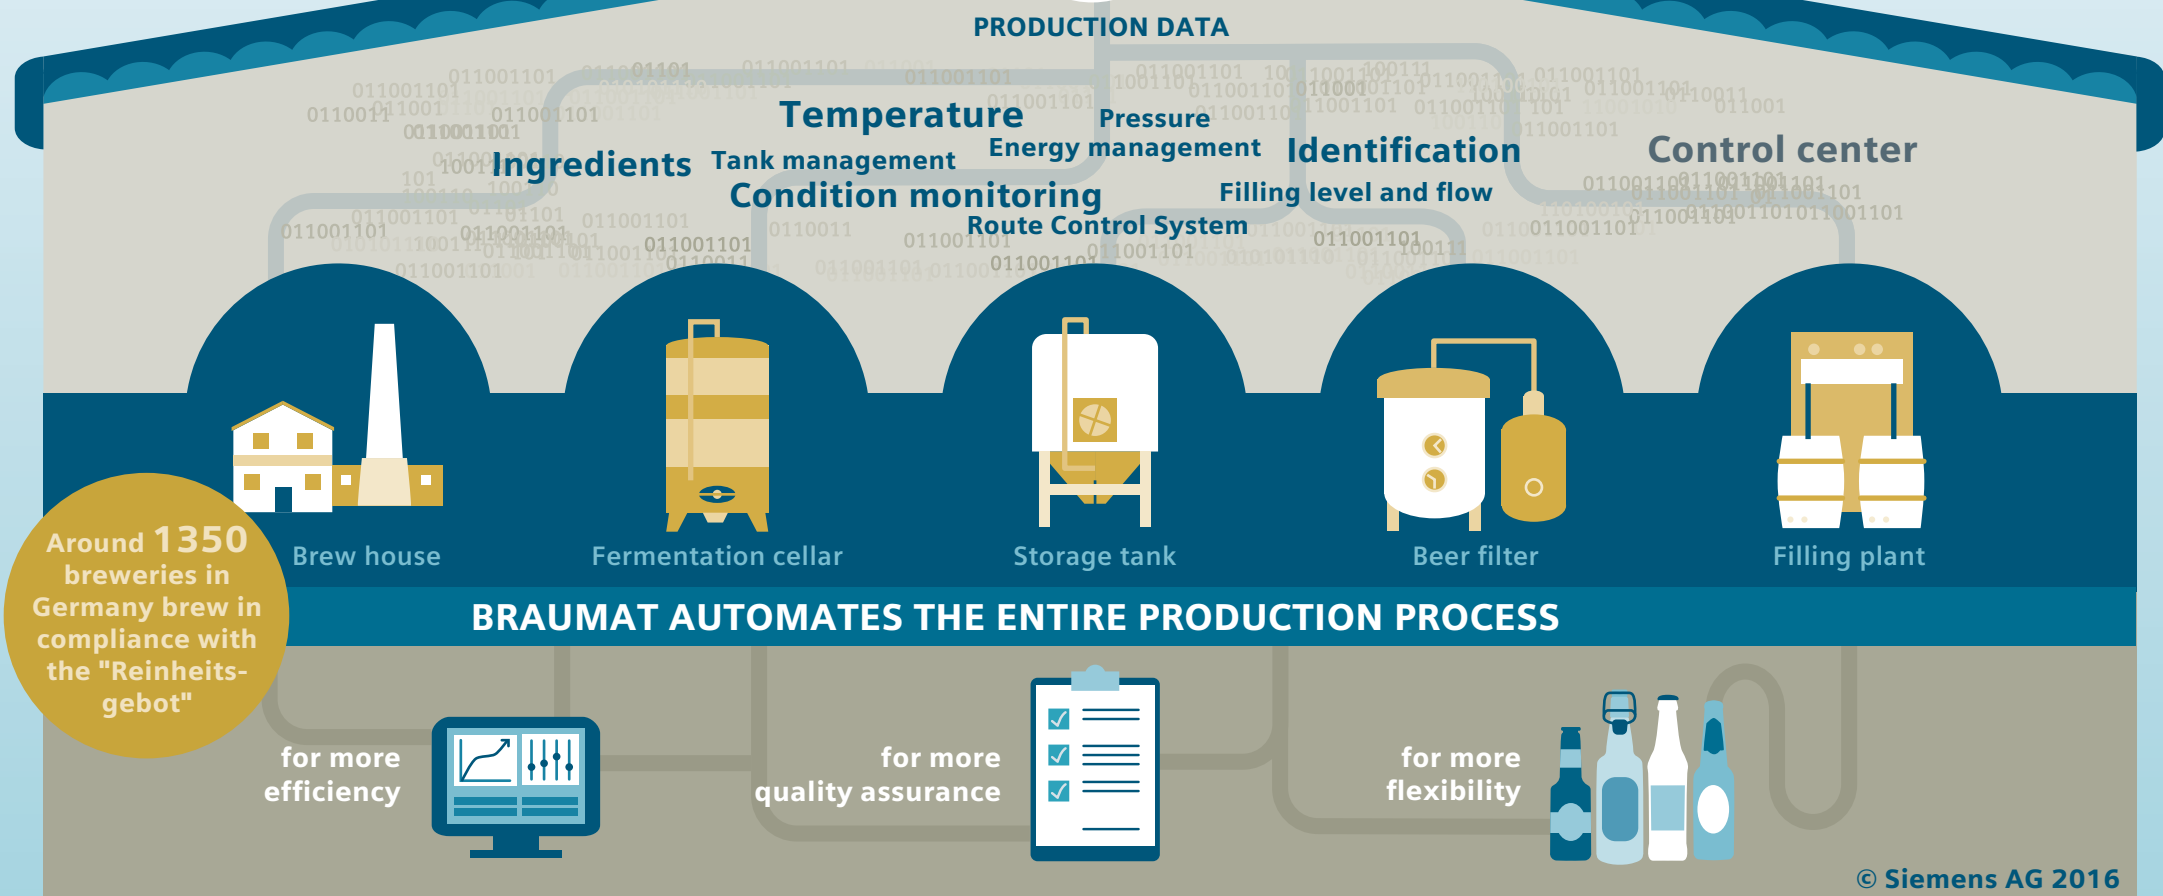 PRODUCTION DATA
Temperature
Pressure
Ingredients
Tank management
Energy management
Identification
Control center
Condition monitoring
Filling level and flow
Route Control System
Brew house
Fermentation cellar
Storage tank
Beer filter
Filling plant
Around 1350
breweries in
Germany brew in
compliance with
the "Reinheits-
gebot"
BRAUMAT AUTOMATES THE ENTIRE PRODUCTION PROCESS
for more
efficiency
for more
quality assurance
for more
flexibility
© Siemens AG 2016